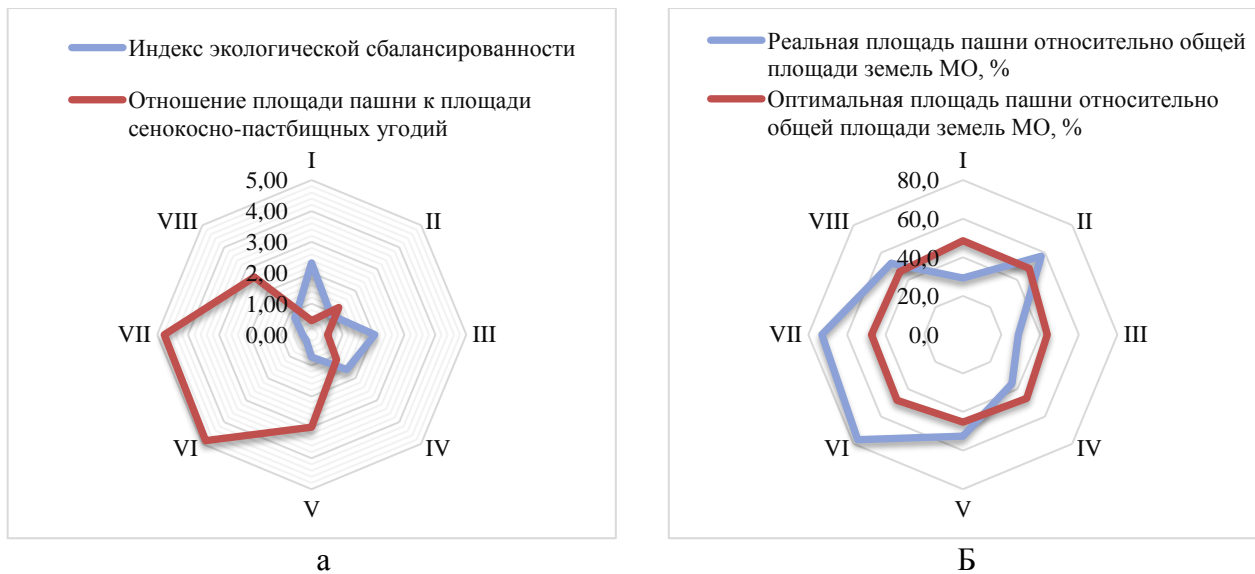 Индекс экологической сбалансированности
Отношение площади пашни к площади
сенокосно-пастбищных угодий
I
5,00
4,00
3,00
2,00
1,00
0,00
II
III
IV
V
VI
VII
VIII
а
Реальная площадь пашни относительно общей
площади земель МО, %
Оптимальная площадь пашни относительно
общей площади земель МО, %
I
80,0
60,0
40,0
20,0
0,0
II
III
IV
V
VI
VII
VIII
Б